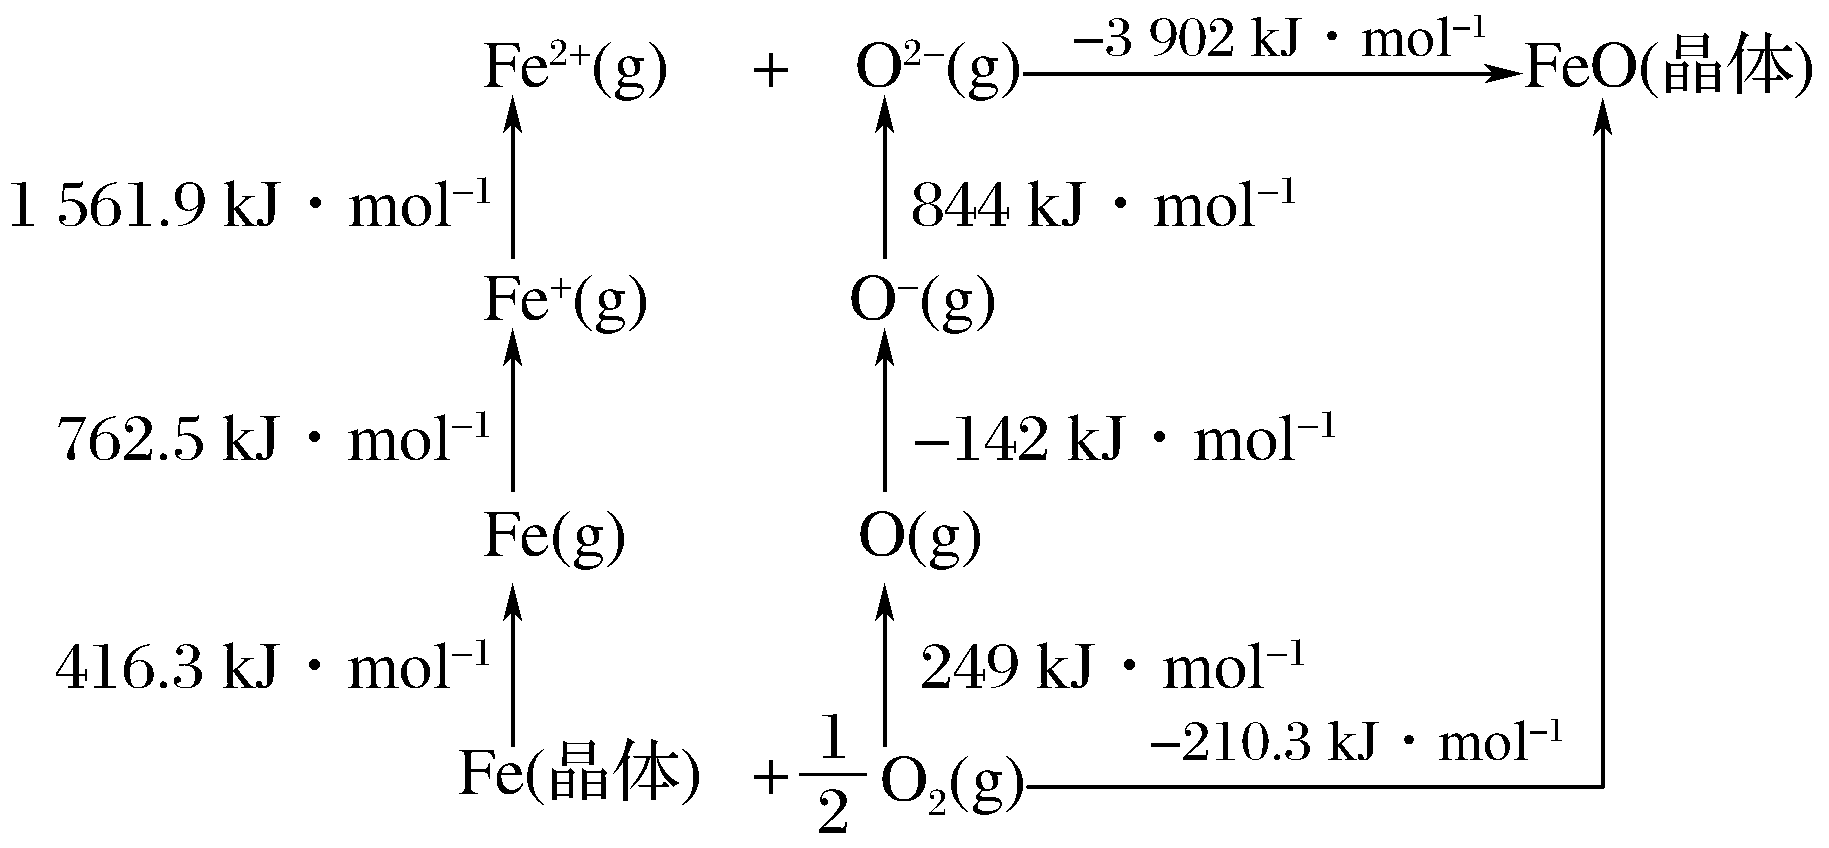 Fe²⁺(g) + O²⁻(g) −3 902 kJ·mol⁻¹ FeO(晶体)
1 561.9 kJ·mol⁻¹ 844 kJ·mol⁻¹
Fe⁺(g) O⁻(g)
762.5 kJ·mol⁻¹ −142 kJ·mol⁻¹
Fe(g) O(g)
416.3 kJ·mol⁻¹ 249 kJ·mol⁻¹
−210.3 kJ·mol⁻¹
Fe(晶体) + 1/2 O₂(g)